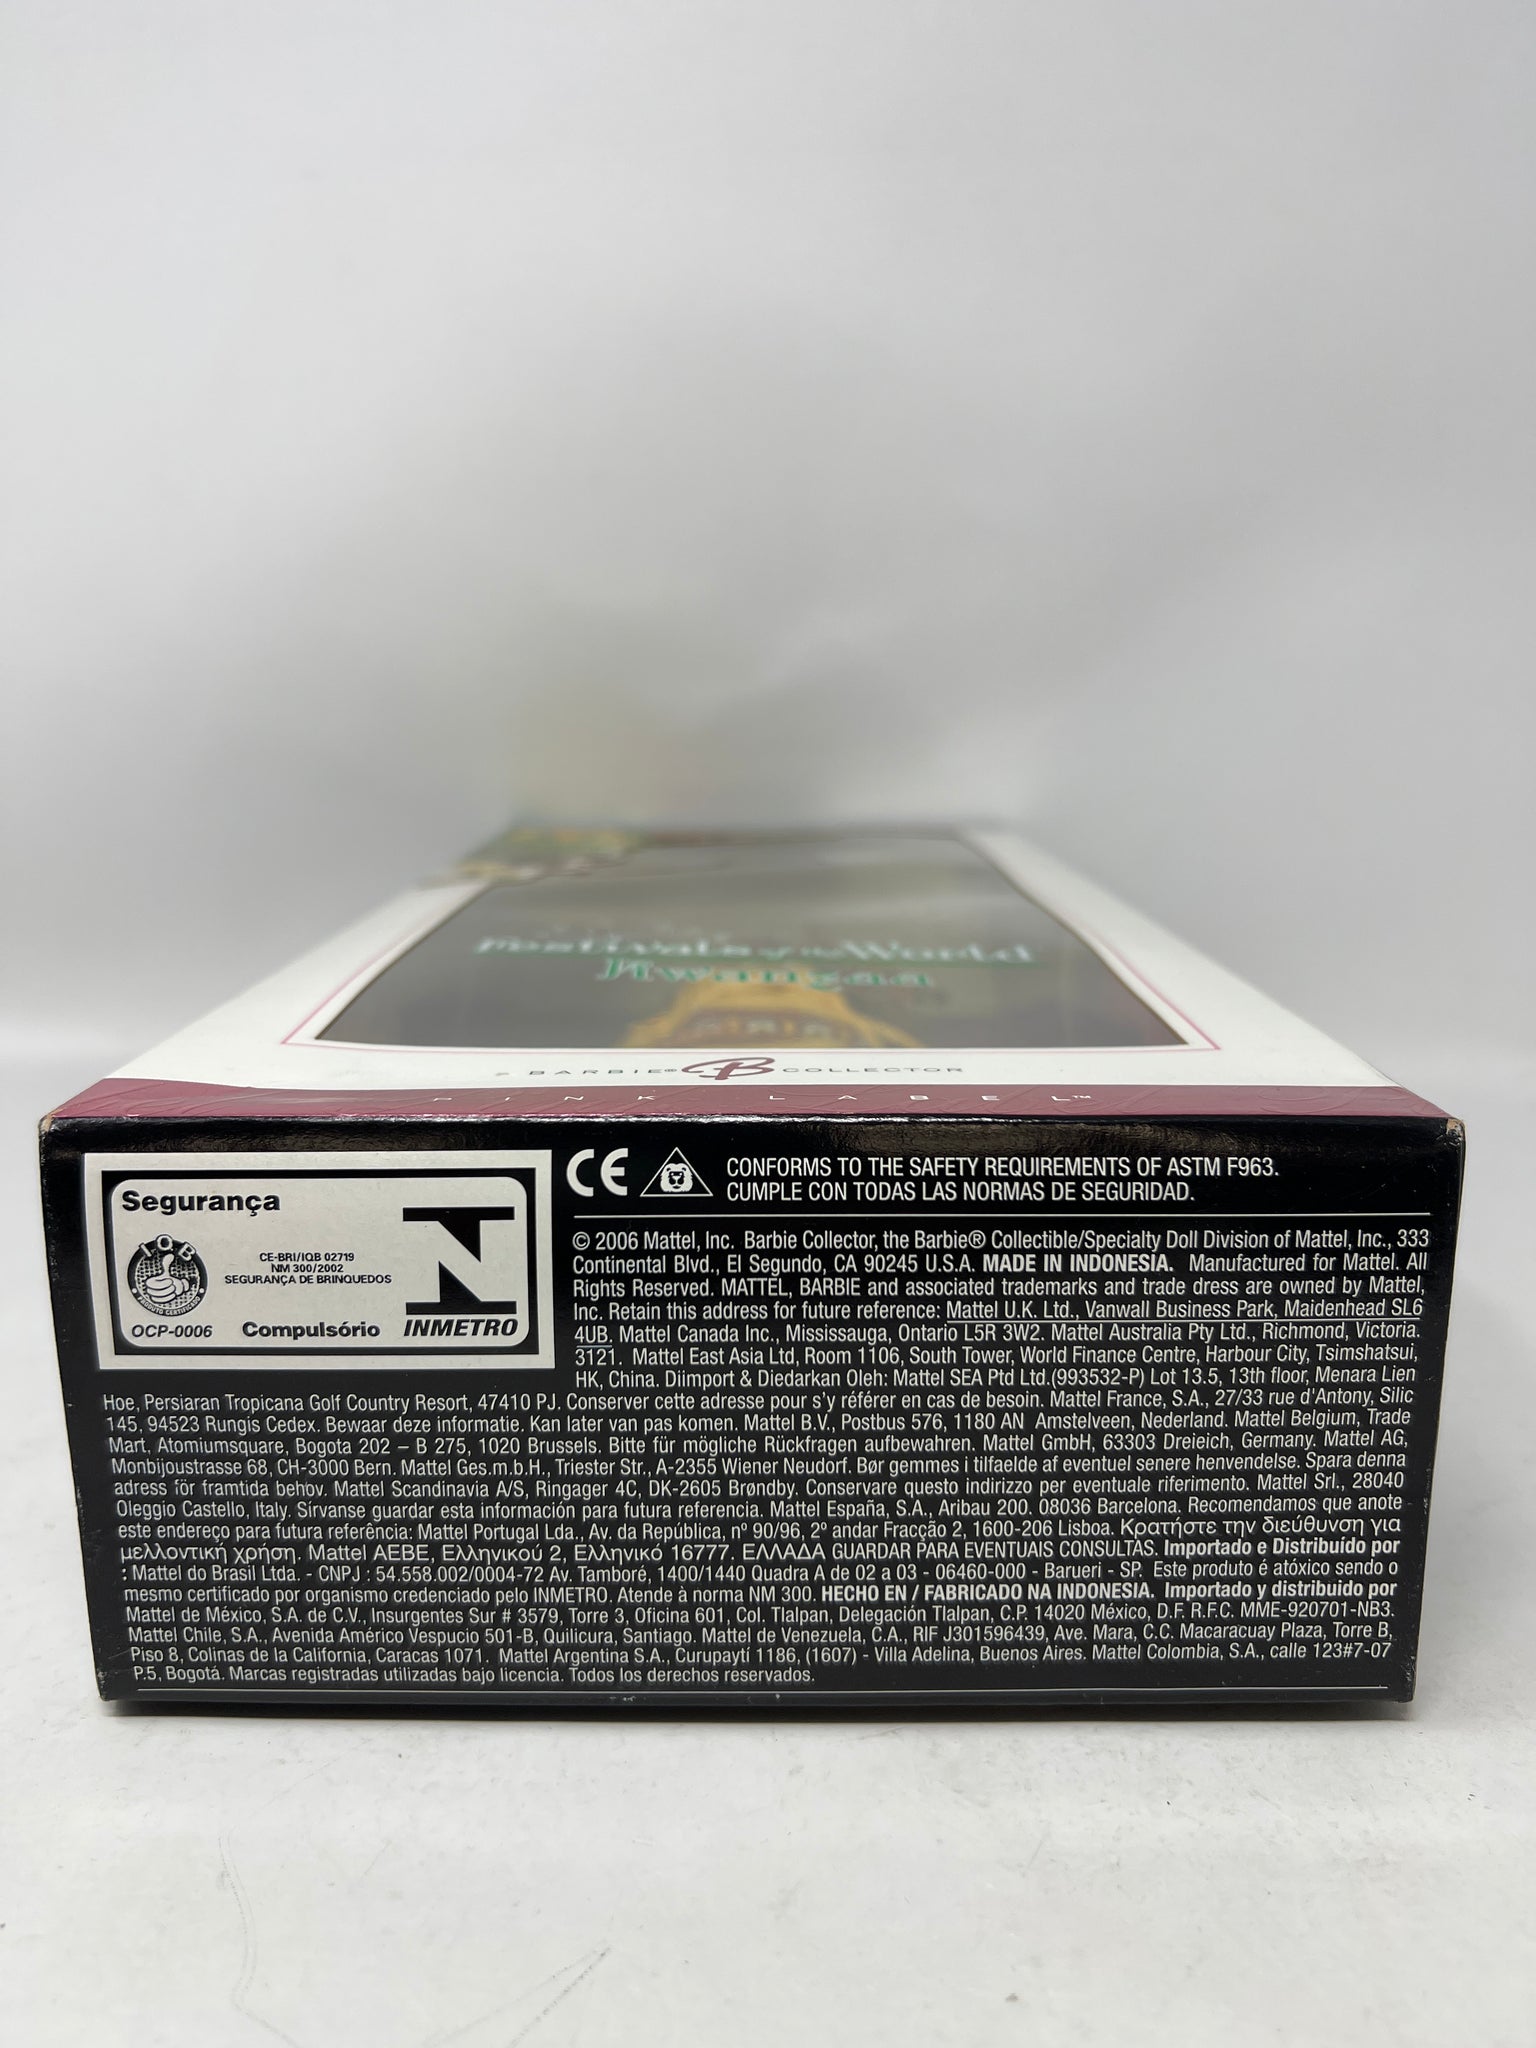 Festivals of the World
Kwanzaa
BARBIE® B COLLECTOR
PINK LABEL™
Segurança
IQB
PRODUTO CERTIFICADO
OCP-0006
CE-BRI/IQB 02719
NM 300/2002
SEGURANÇA DE BRINQUEDOS
Compulsório
INMETRO
CE
CONFORMS TO THE SAFETY REQUIREMENTS OF ASTM F963.
CUMPLE CON TODAS LAS NORMAS DE SEGURIDAD.
© 2006 Mattel, Inc. Barbie Collector, the Barbie® Collectible/Specialty Doll Division of Mattel, Inc., 333
Continental Blvd., El Segundo, CA 90245 U.S.A. MADE IN INDONESIA. Manufactured for Mattel. All
Rights Reserved. MATTEL, BARBIE and associated trademarks and trade dress are owned by Mattel,
Inc. Retain this address for future reference: Mattel U.K. Ltd., Vanwall Business Park, Maidenhead SL6
4UB. Mattel Canada Inc., Mississauga, Ontario L5R 3W2. Mattel Australia Pty Ltd., Richmond, Victoria.
3121. Mattel East Asia Ltd, Room 1106, South Tower, World Finance Centre, Harbour City, Tsimshatsui,
HK, China. Diimport & Diedarkan Oleh: Mattel SEA Ptd Ltd.(993532-P) Lot 13.5, 13th floor, Menara Lien
Hoe, Persiaran Tropicana Golf Country Resort, 47410 PJ. Conserver cette adresse pour s'y référer en cas de besoin. Mattel France, S.A., 27/33 rue d'Antony, Silic
145, 94523 Rungis Cedex. Bewaar deze informatie. Kan later van pas komen. Mattel B.V., Postbus 576, 1180 AN Amstelveen, Nederland. Mattel Belgium, Trade
Mart, Atomiumsquare, Bogota 202 – B 275, 1020 Brussels. Bitte für mögliche Rückfragen aufbewahren. Mattel GmbH, 63303 Dreieich, Germany. Mattel AG,
Monbijoustrasse 68, CH-3000 Bern. Mattel Ges.m.b.H., Triester Str., A-2355 Wiener Neudorf. Bør gemmes i tilfaelde af eventuel senere henvendelse. Spara denna
adress för framtida behov. Mattel Scandinavia A/S, Ringager 4C, DK-2605 Brøndby. Conservare questo indirizzo per eventuale riferimento. Mattel Srl., 28040
Oleggio Castello, Italy. Sírvanse guardar esta información para futura referencia. Mattel España, S.A., Aribau 200. 08036 Barcelona. Recomendamos que anote
este endereço para futura referência: Mattel Portugal Lda., Av. da República, nº 90/96, 2º andar Fracção 2, 1600-206 Lisboa. Κρατήστε την διεύθυνση για
μελλοντική χρήση. Mattel AEBE, Ελληνικού 2, Ελληνικό 16777. ΕΛΛΑΔΑ GUARDAR PARA EVENTUAIS CONSULTAS. Importado e Distribuido por
: Mattel do Brasil Ltda. - CNPJ : 54.558.002/0004-72 Av. Tamboré, 1400/1440 Quadra A de 02 a 03 - 06460-000 - Barueri - SP. Este produto é atóxico sendo o
mesmo certificado por organismo credenciado pelo INMETRO. Atende à norma NM 300. HECHO EN / FABRICADO NA INDONESIA. Importado y distribuido por
Mattel de México, S.A. de C.V., Insurgentes Sur # 3579, Torre 3, Oficina 601, Col. Tlalpan, Delegación Tlalpan, C.P. 14020 México, D.F. R.F.C. MME-920701-NB3.
Mattel Chile, S.A., Avenida Américo Vespucio 501-B, Quilicura, Santiago. Mattel de Venezuela, C.A., RIF J301596439, Ave. Mara, C.C. Macaracuay Plaza, Torre B,
Piso 8, Colinas de la California, Caracas 1071. Mattel Argentina S.A., Curupaytí 1186, (1607) - Villa Adelina, Buenos Aires. Mattel Colombia, S.A., calle 123#7-07
P.5, Bogotá. Marcas registradas utilizadas bajo licencia. Todos los derechos reservados.